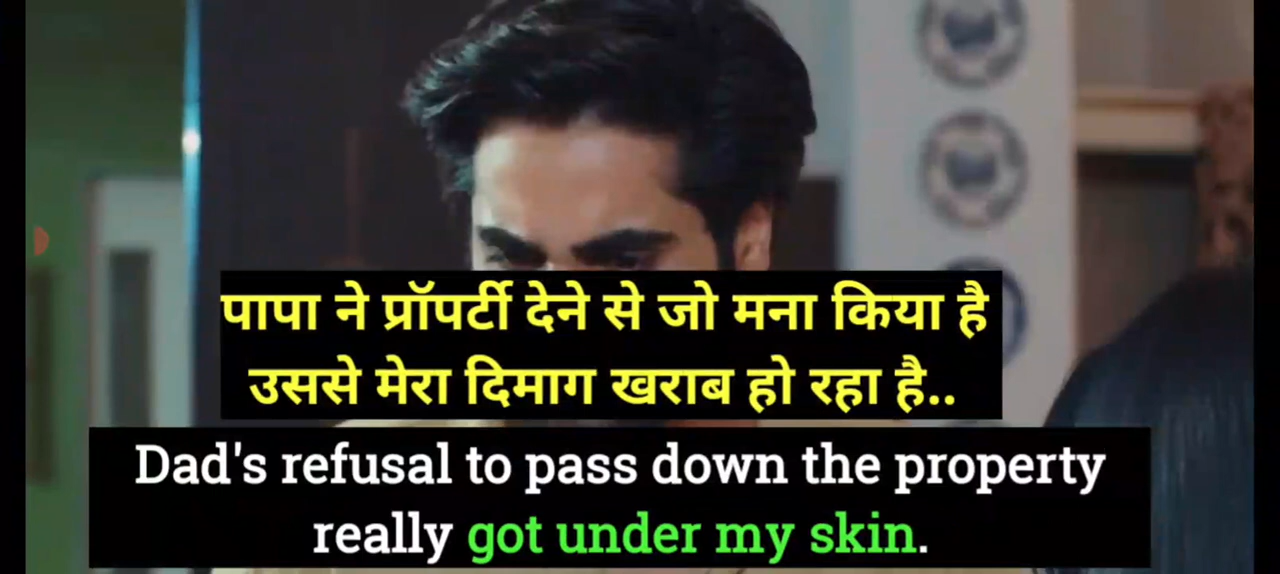 पापा ने प्रॉपर्टी देने से जो मना किया है
उससे मेरा दिमाग खराब हो रहा है..
Dad's refusal to pass down the property
really got under my skin.